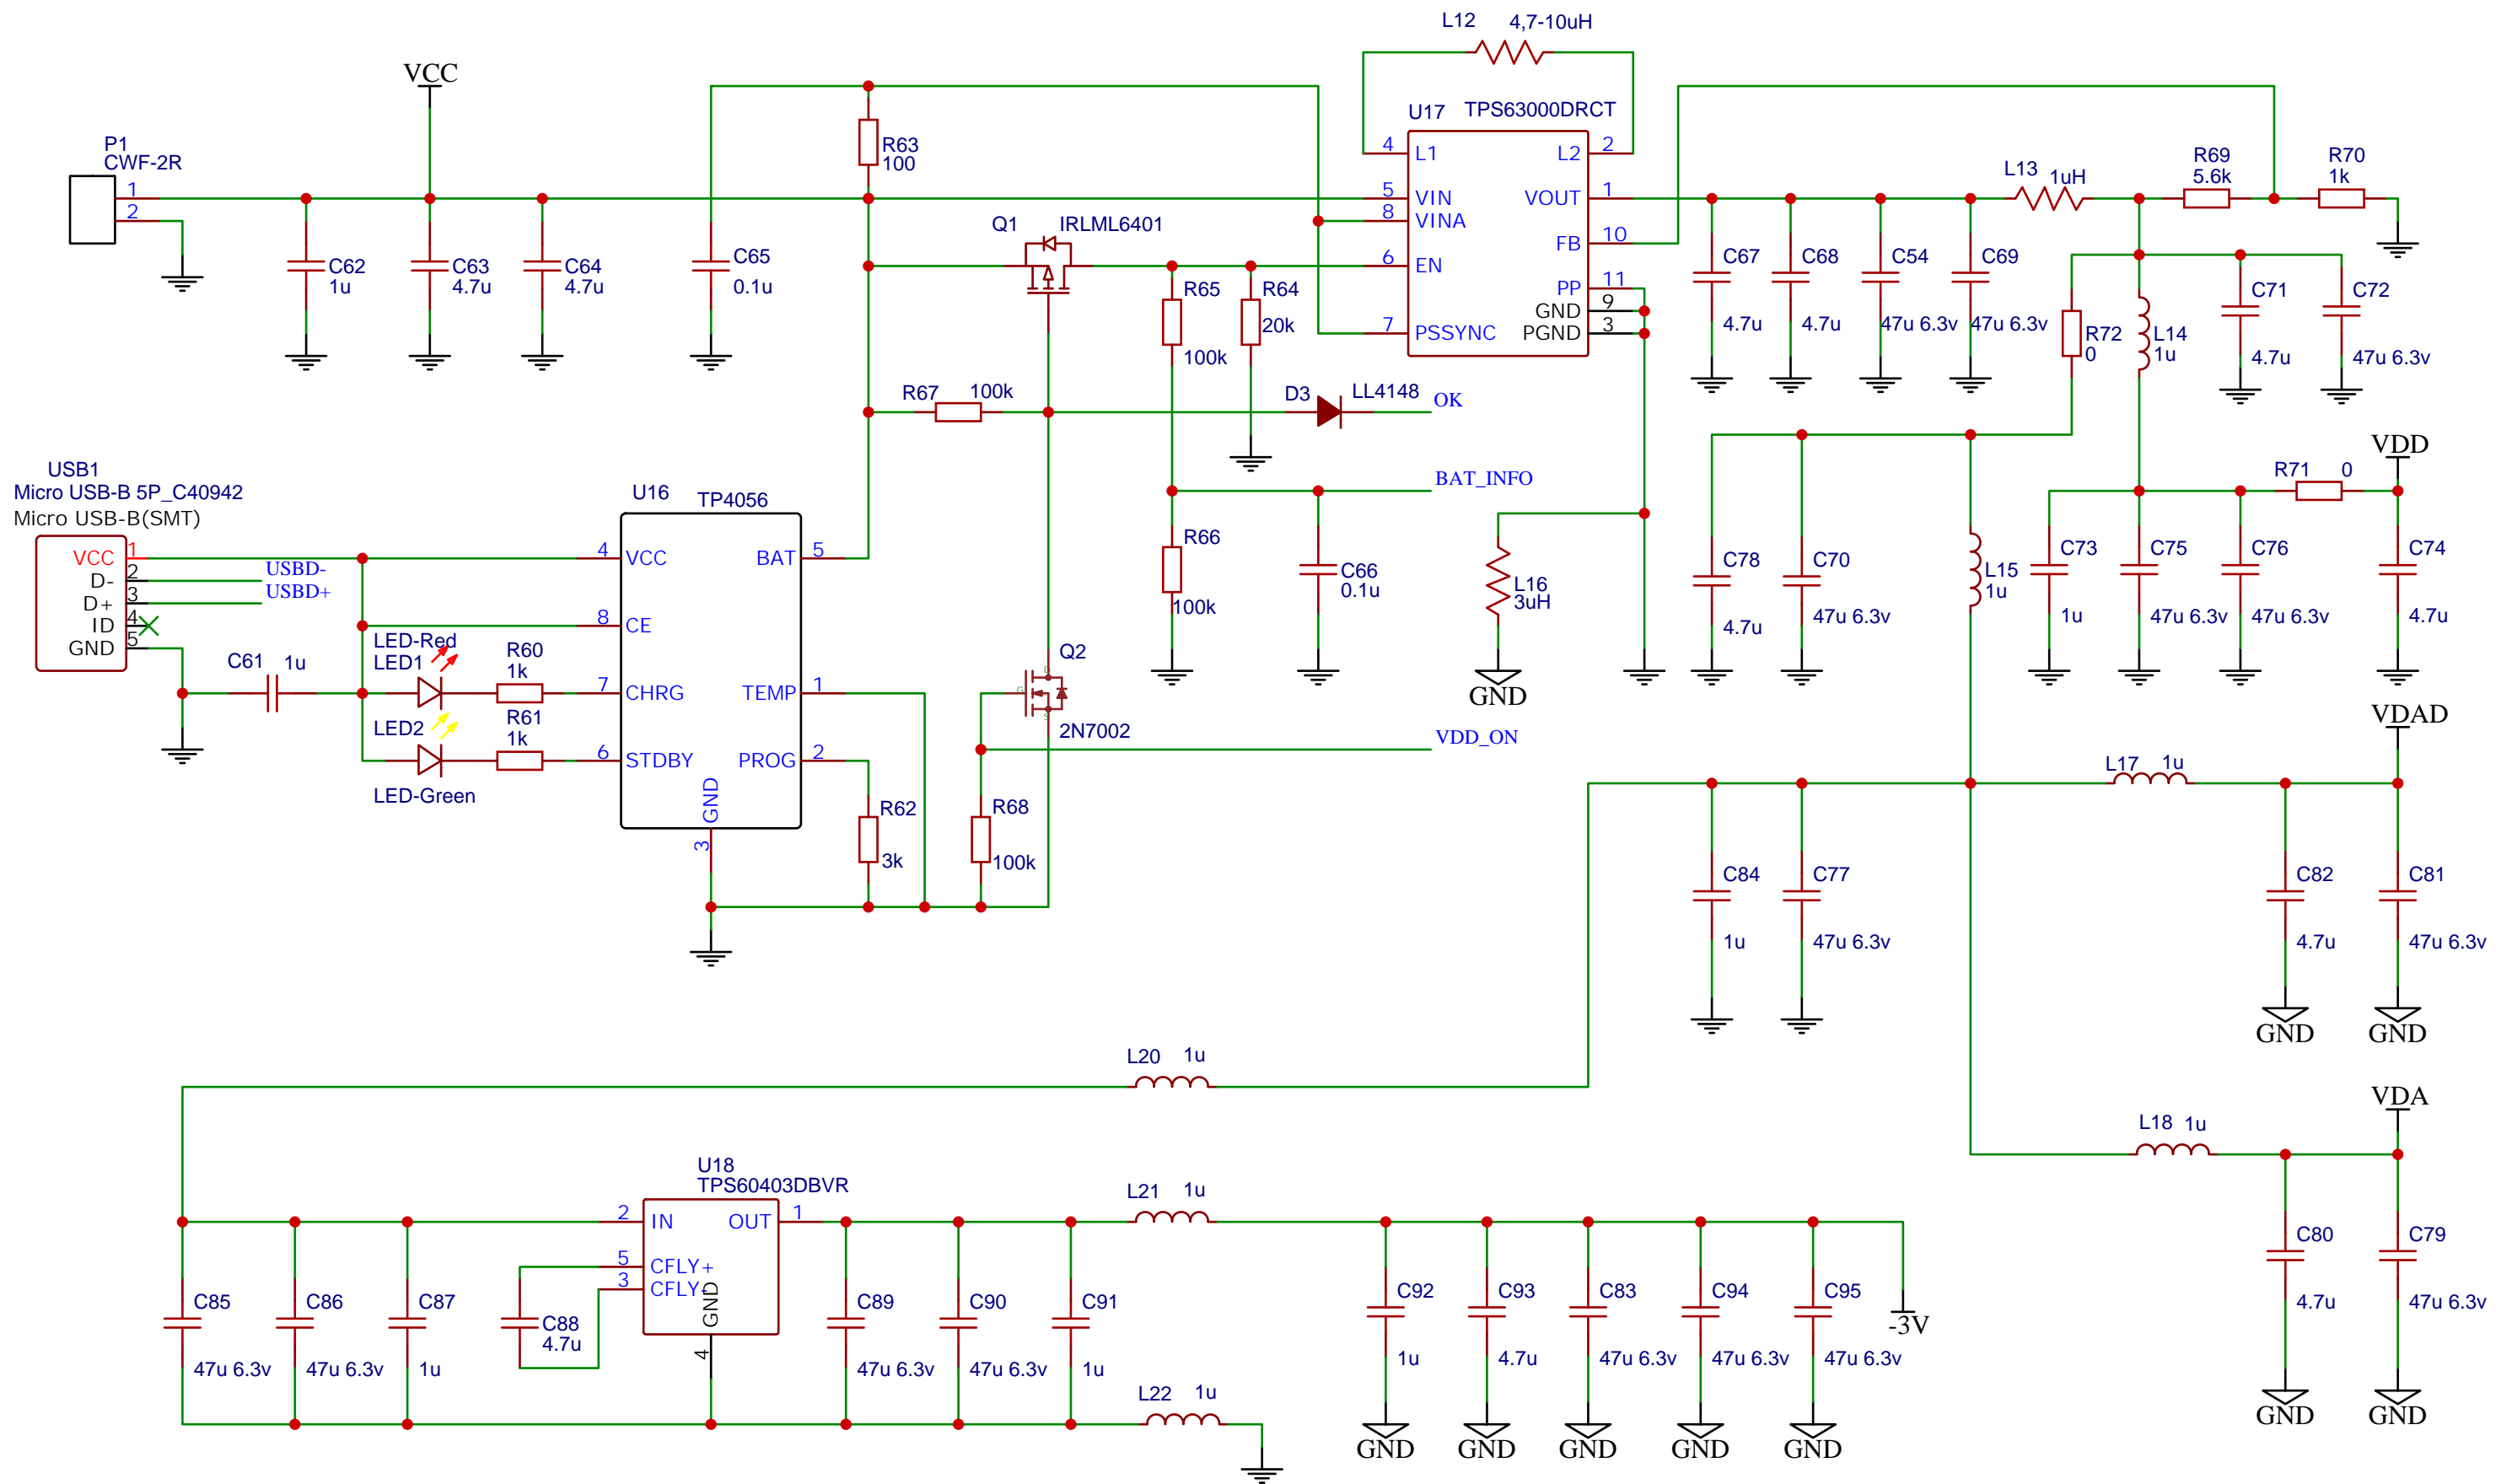 L12 4,7-10uH
VCC
U17 TPS63000DRCT
P1
CWF-2R
1
2
R63
100
4 L1
L2 2
5 VIN
8 VINA
6 EN
7 PSSYNC
VOUT 1
FB 10
PP 11
GND 9
PGND 3
L13 1uH
R69
5.6k
R70
1k
Q1 IRLML6401
C62
1u
C63
4.7u
C64
4.7u
C65
0.1u
R65
100k
R64
20k
C67
4.7u
C68
4.7u
C54
47u 6.3v
C69
47u 6.3v
R72
0
L14
1u
C71
4.7u
C72
47u 6.3v
R67 100k
D3 LL4148
OK
BAT_INFO
VDD
R71 0
USB1
Micro USB-B 5P_C40942
Micro USB-B(SMT)
VCC 1
D- 2
D+ 3
ID 4
GND 5
USBD-
USBD+
U16 TP4056
4 VCC
8 CE
7 CHRG
6 STDBY
BAT 5
TEMP 1
PROG 2
GND
3
C61 1u
LED-Red
LED1
R60
1k
LED2
R61
1k
LED-Green
R62
3k
R68
100k
R66
100k
C66
0.1u
L16
3uH
GND
Q2
D
G
S
2N7002
VDD_ON
C78
4.7u
C70
47u 6.3v
L15
1u
C73
1u
C75
47u 6.3v
C76
47u 6.3v
C74
4.7u
VDAD
L17 1u
C84
1u
C77
47u 6.3v
C82
4.7u
C81
47u 6.3v
GND
GND
L20 1u
VDA
L18 1u
U18
TPS60403DBVR
2 IN
OUT 1
5 CFLY+
3 CFLY-
GND
4
L21 1u
C85
47u 6.3v
C86
47u 6.3v
C87
1u
C88
4.7u
C89
47u 6.3v
C90
47u 6.3v
C91
1u
L22 1u
C92
1u
C93
4.7u
C83
47u 6.3v
C94
47u 6.3v
C95
47u 6.3v
-3V
C80
4.7u
C79
47u 6.3v
GND
GND
GND
GND
GND
GND
GND